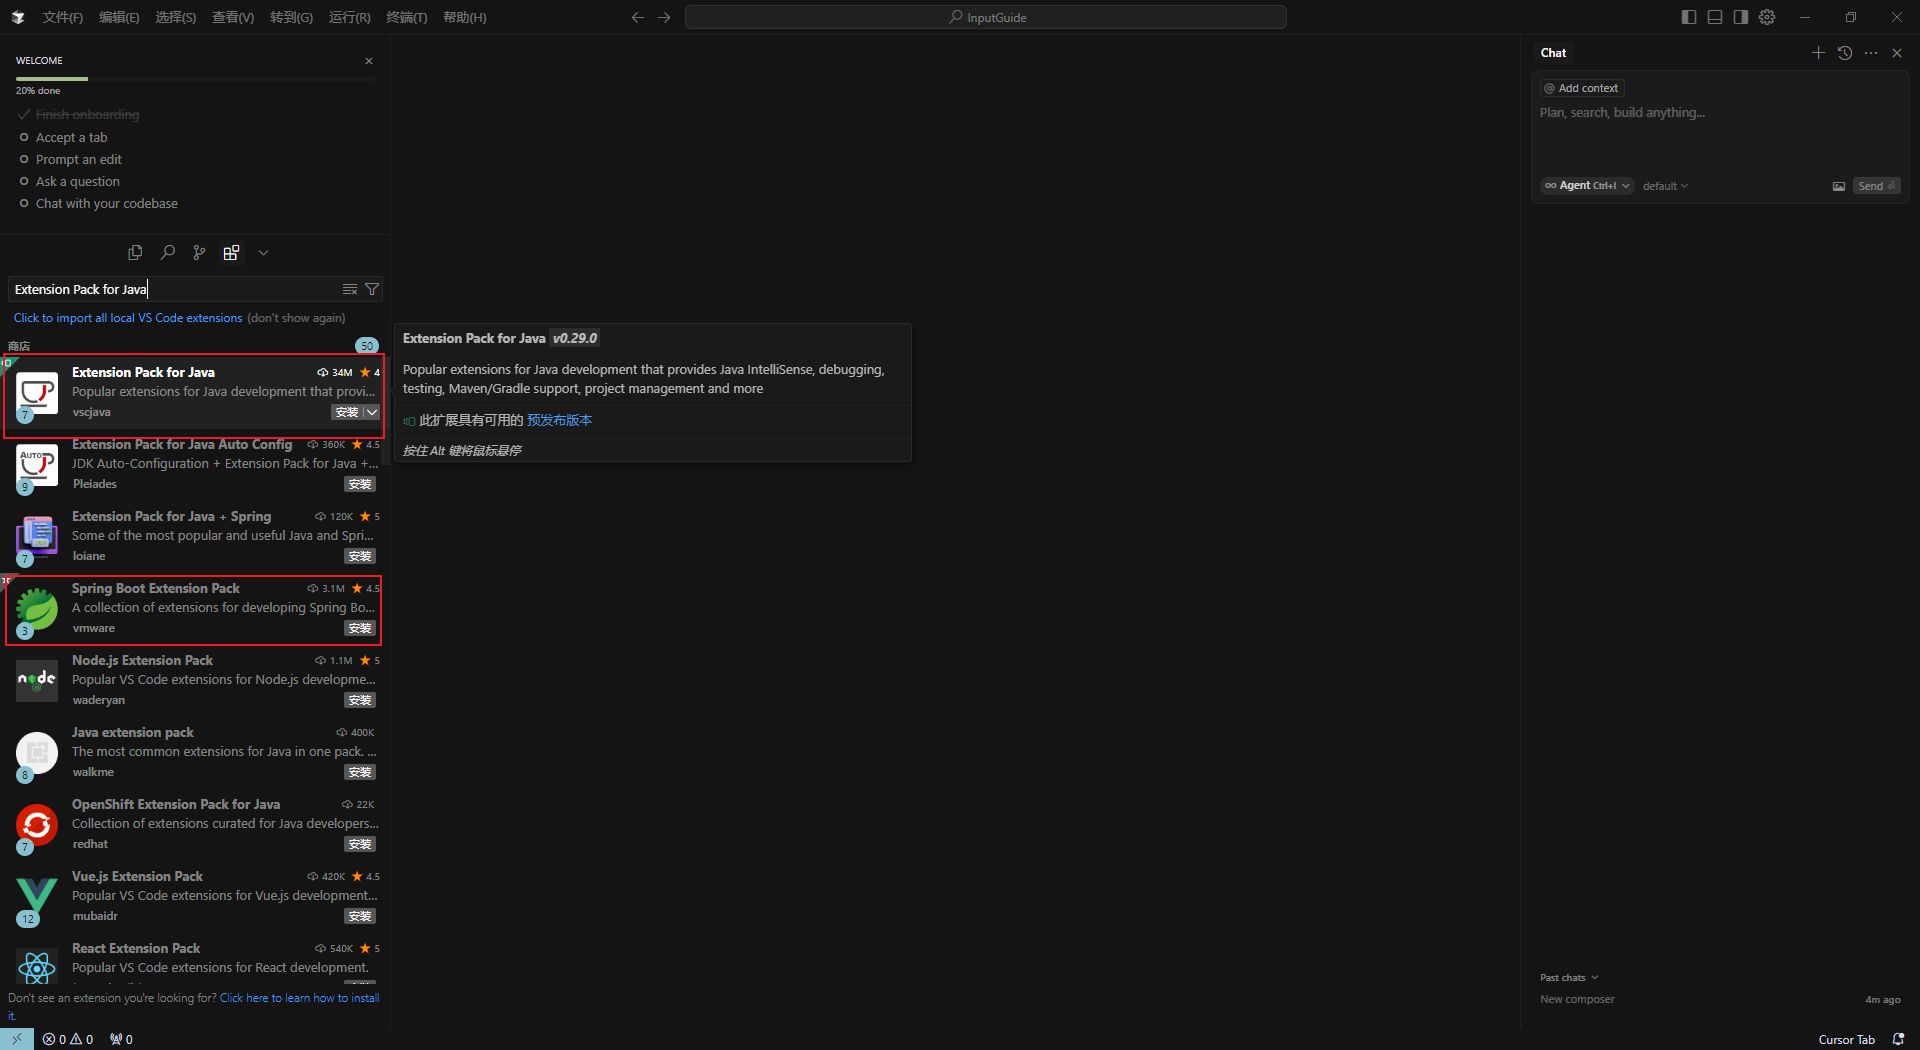 文件(F) 编辑(E) 选择(S) 查看(V) 转到(G) 运行(R) 终端(T) 帮助(H)
InputGuide
WELCOME
20% done
Finish onboarding
Accept a tab
Prompt an edit
Ask a question
Chat with your codebase
Extension Pack for Java
Click to import all local VS Code extensions (don't show again)
商店 50
Extension Pack for Java 34M 4
Popular extensions for Java development that provi...
7 vscjava 安装
Extension Pack for Java Auto Config 360K 4.5
AUTO JDK Auto-Configuration + Extension Pack for Java +...
9 Pleiades 安装
Extension Pack for Java + Spring 120K 5
Some of the most popular and useful Java and Spri...
7 loiane 安装
Spring Boot Extension Pack 3.1M 4.5
A collection of extensions for developing Spring Bo...
3 vmware 安装
Node.js Extension Pack 1.1M 5
node Popular VS Code extensions for Node.js developme...
waderyan 安装
Java extension pack 400K
The most common extensions for Java in one pack. ...
8 walkme 安装
OpenShift Extension Pack for Java 22K
Collection of extensions curated for Java developers...
7 redhat 安装
Vue.js Extension Pack 420K 4.5
Popular VS Code extensions for Vue.js development...
12 mubaidr 安装
React Extension Pack 540K 5
Popular VS Code extensions for React development.
Don't see an extension you're looking for? Click here to learn how to install
it.
0 0 0
Extension Pack for Java v0.29.0
Popular extensions for Java development that provides Java IntelliSense, debugging,
testing, Maven/Gradle support, project management and more
此扩展具有可用的 预发布版本
按住 Alt 键将鼠标悬停
Chat
@ Add context
Plan, search, build anything...
Agent Ctrl+I default Send
Past chats
New composer 4m ago
Cursor Tab